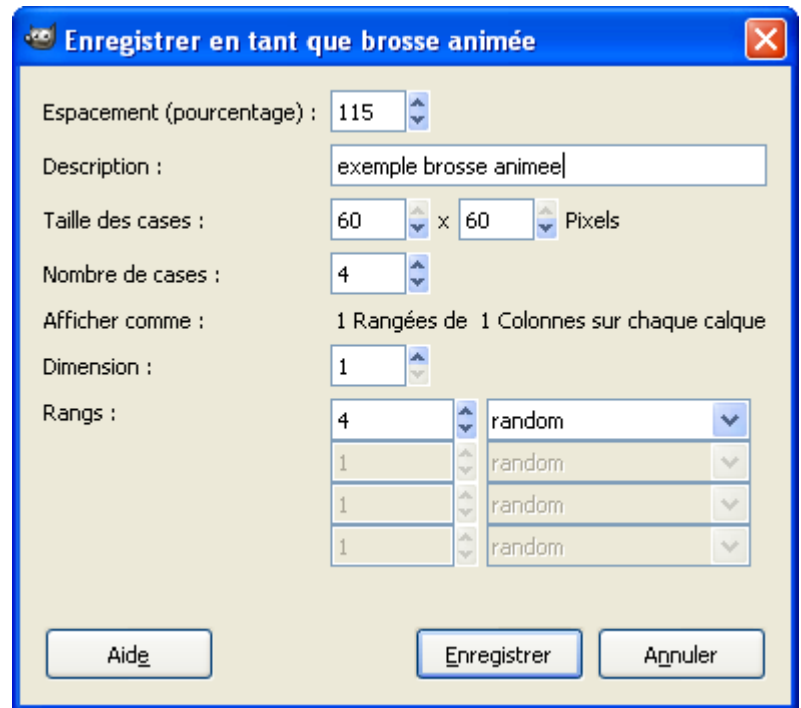 Enregistrer en tant que brosse animée
Espacement (pourcentage) : 115
Description : exemple brosse animee
Taille des cases : 60 x 60 Pixels
Nombre de cases : 4
Afficher comme : 1 Rangées de 1 Colonnes sur chaque calque
Dimension : 1
Rangs : 4 random
1 random
1 random
1 random
Aide Enregistrer Annuler